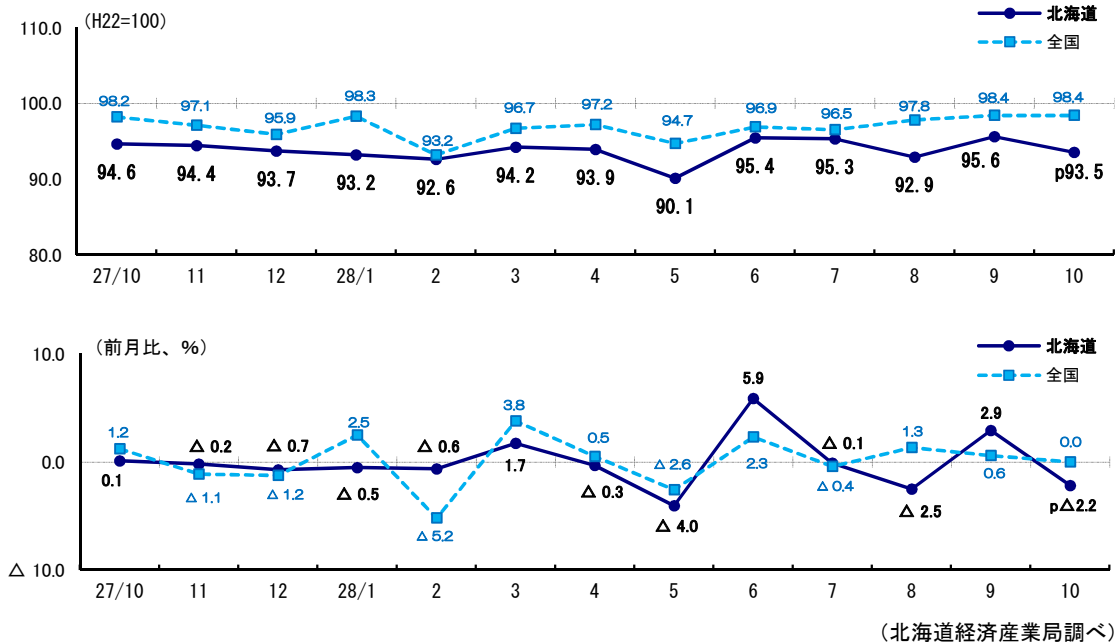 110.0 (H22=100)
北海道
全国
100.0
98.2 97.1 95.9 98.3 93.2 96.7 97.2 94.7 96.9 96.5 97.8 98.4 98.4
90.0
94.6 94.4 93.7 93.2 92.6 94.2 93.9 90.1 95.4 95.3 92.9 95.6 p93.5
80.0
27/10 11 12 28/1 2 3 4 5 6 7 8 9 10
10.0 (前月比、%)
北海道
全国
1.2 △1.1 △1.2 2.5 △5.2 3.8 0.5 △2.6 2.3 △0.4 1.3 0.6 0.0
0.0
0.1 △0.2 △0.7 △0.5 △0.6 1.7 △0.3 △4.0 5.9 △0.1 △2.5 2.9 p△2.2
△ 10.0
27/10 11 12 28/1 2 3 4 5 6 7 8 9 10
(北海道経済産業局調べ)